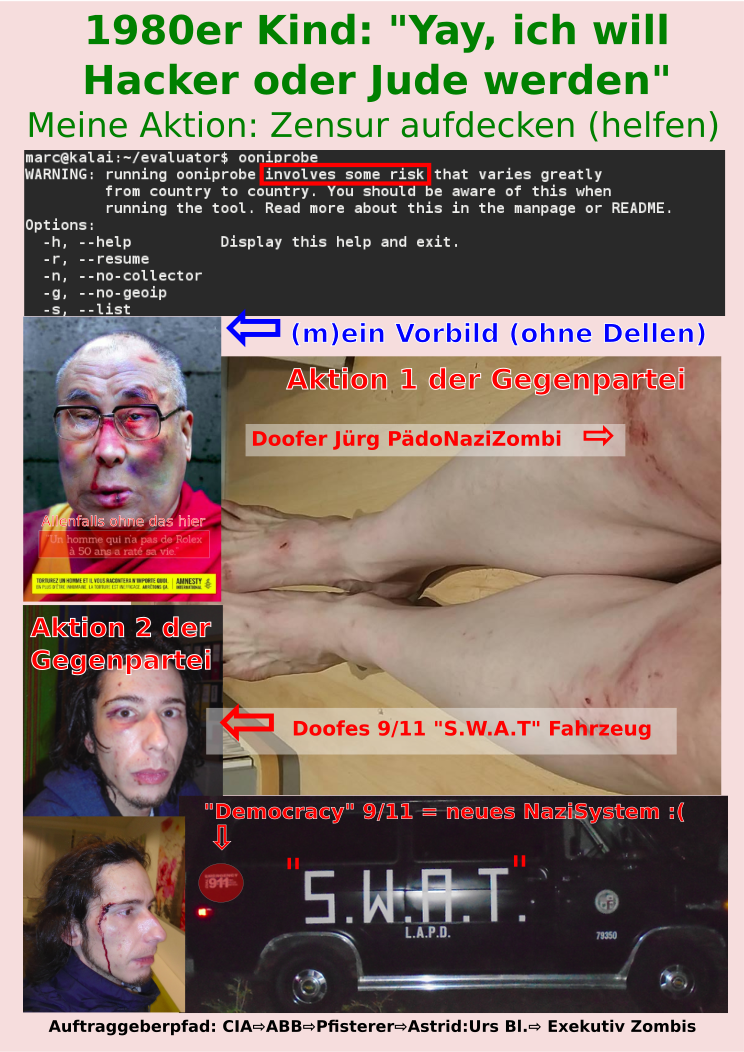 1980er Kind: "Yay, ich will
Hacker oder Jude werden"
Meine Aktion: Zensur aufdecken (helfen)
marc@kalai:~/evaluator$ ooniprobe
WARNING: running ooniprobe involves some risk that varies greatly
from country to country. You should be aware of this when
running the tool. Read more about this in the manpage or README.
Options:
-h, --help Display this help and exit.
-r, --resume
-n, --no-collector
-g, --no-geoip
-s, --list
(m)ein Vorbild (ohne Dellen)
Aktion 1 der Gegenpartei
Doofer Jürg PädoNaziZombi ⇨
Allenfalls ohne das hier
"Un homme qui n'a pas de Rolex
à 50 ans a raté sa vie."
TORTUREZ UN HOMME ET IL VOUS RACONTERA N'IMPORTE QUOI.
EN PLUS D'ÊTRE INHUMAINE, LA TORTURE EST INEFFICACE. ARRÊTONS-ÇA.
AMNESTY
INTERNATIONAL
Aktion 2 der
Gegenpartei
Doofes 9/11 "S.W.A.T" Fahrzeug
"Democracy" 9/11 = neues NaziSystem :(
911
"S.W.A.T."
L.A.P.D.
79350
Auftraggeberpfad: CIA⇨ABB⇨Pfisterer⇨Astrid:Urs Bl.⇨ Exekutiv Zombis